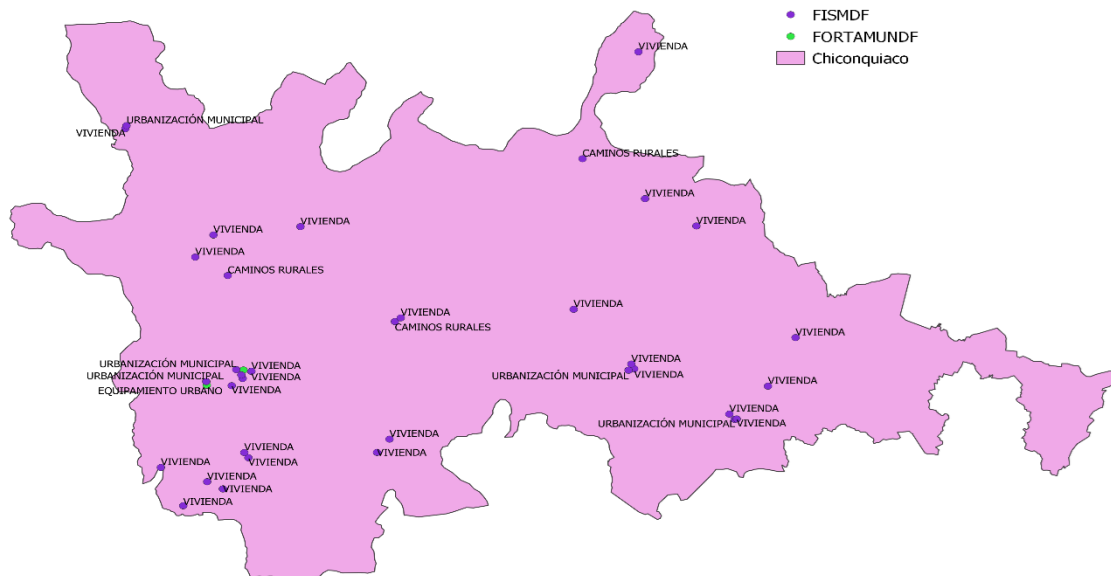 FISMDF
FORTAMUNDF
Chiconquiaco
VIVIENDA
URBANIZACIÓN MUNICIPAL
VIVIENDA
CAMINOS RURALES
VIVIENDA
VIVIENDA
VIVIENDA
VIVIENDA
VIVIENDA
CAMINOS RURALES
VIVIENDA
VIVIENDA
CAMINOS RURALES
VIVIENDA
URBANIZACIÓN MUNICIPAL
VIVIENDA
VIVIENDA
URBANIZACIÓN MUNICIPAL
VIVIENDA
URBANIZACIÓN MUNICIPAL
VIVIENDA
EQUIPAMIENTO URBANO
VIVIENDA
VIVIENDA
VIVIENDA
URBANIZACIÓN MUNICIPAL
VIVIENDA
VIVIENDA
VIVIENDA
VIVIENDA
VIVIENDA
VIVIENDA
VIVIENDA
VIVIENDA
VIVIENDA